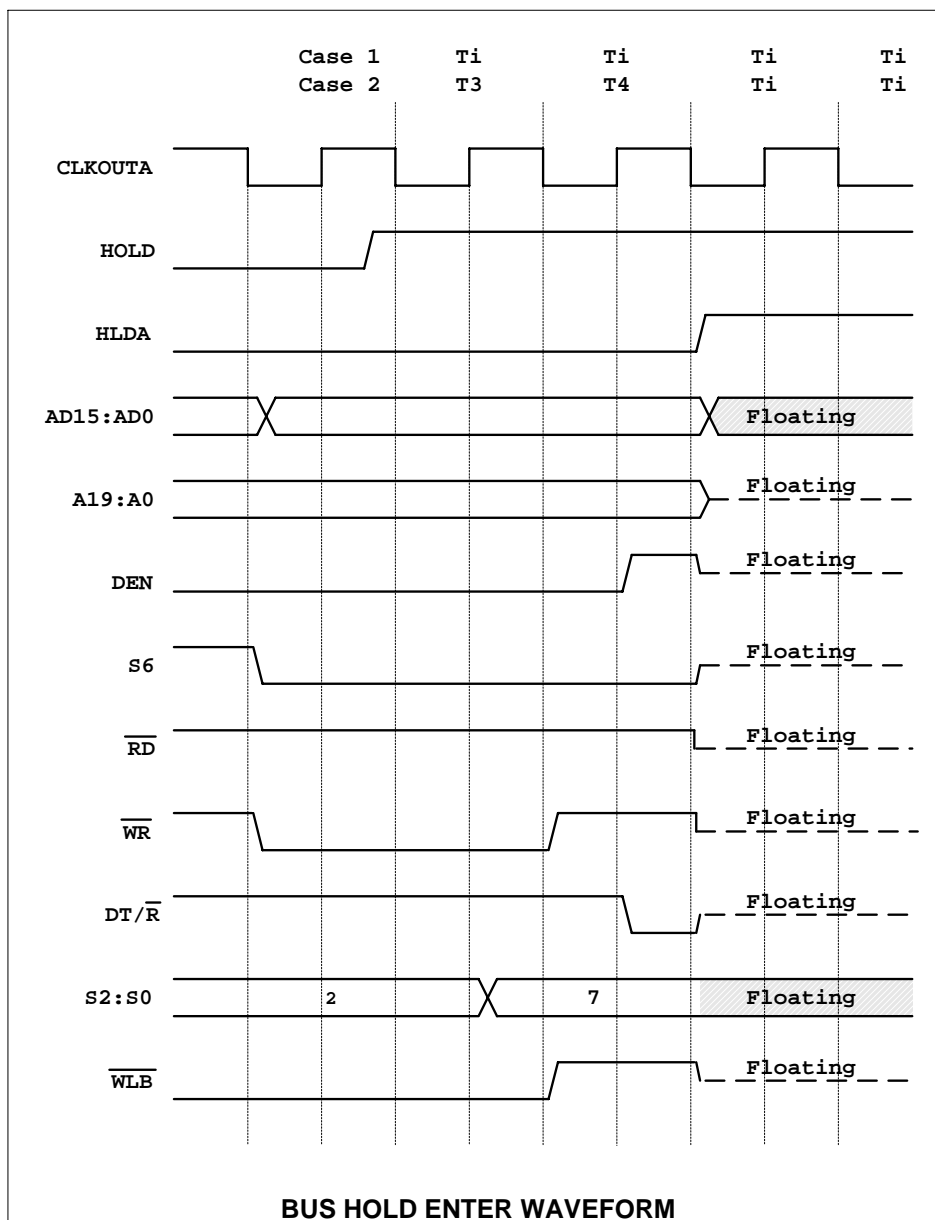 Case 1 Ti Ti Ti Ti
Case 2 T3 T4 Ti Ti
CLKOUTA
HOLD
HLDA
AD15:AD0 Floating
A19:A0 Floating
DEN Floating
S6 Floating
RD Floating
WR Floating
DT/R Floating
S2:S0 2 7 Floating
WLB Floating
BUS HOLD ENTER WAVEFORM